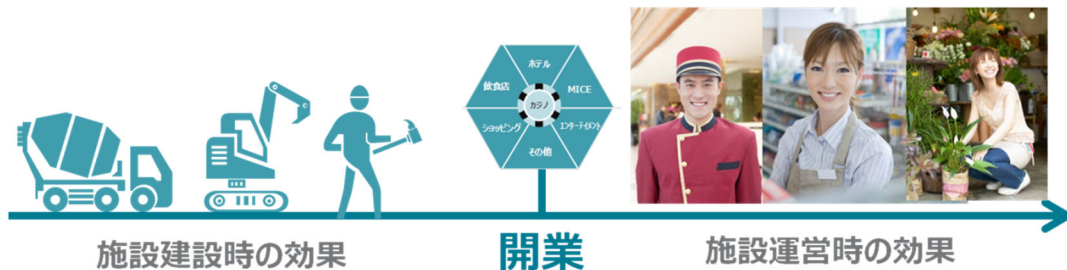 ホテル
飲食店
MICE
カジノ
ショッピング
エンターテイメント
その他
施設建設時の効果
開業
施設運営時の効果